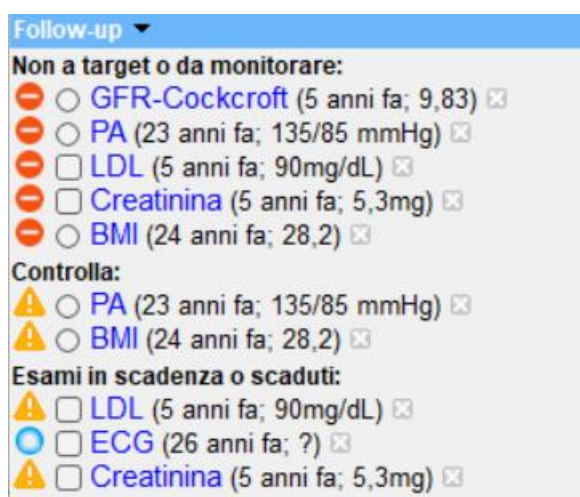 Follow-up
Non a target o da monitorare:
GFR-Cockcroft (5 anni fa; 9,83)
PA (23 anni fa; 135/85 mmHg)
LDL (5 anni fa; 90mg/dL)
Creatinina (5 anni fa; 5,3mg)
BMI (24 anni fa; 28,2)
Controlla:
PA (23 anni fa; 135/85 mmHg)
BMI (24 anni fa; 28,2)
Esami in scadenza o scaduti:
LDL (5 anni fa; 90mg/dL)
ECG (26 anni fa; ?)
Creatinina (5 anni fa; 5,3mg)